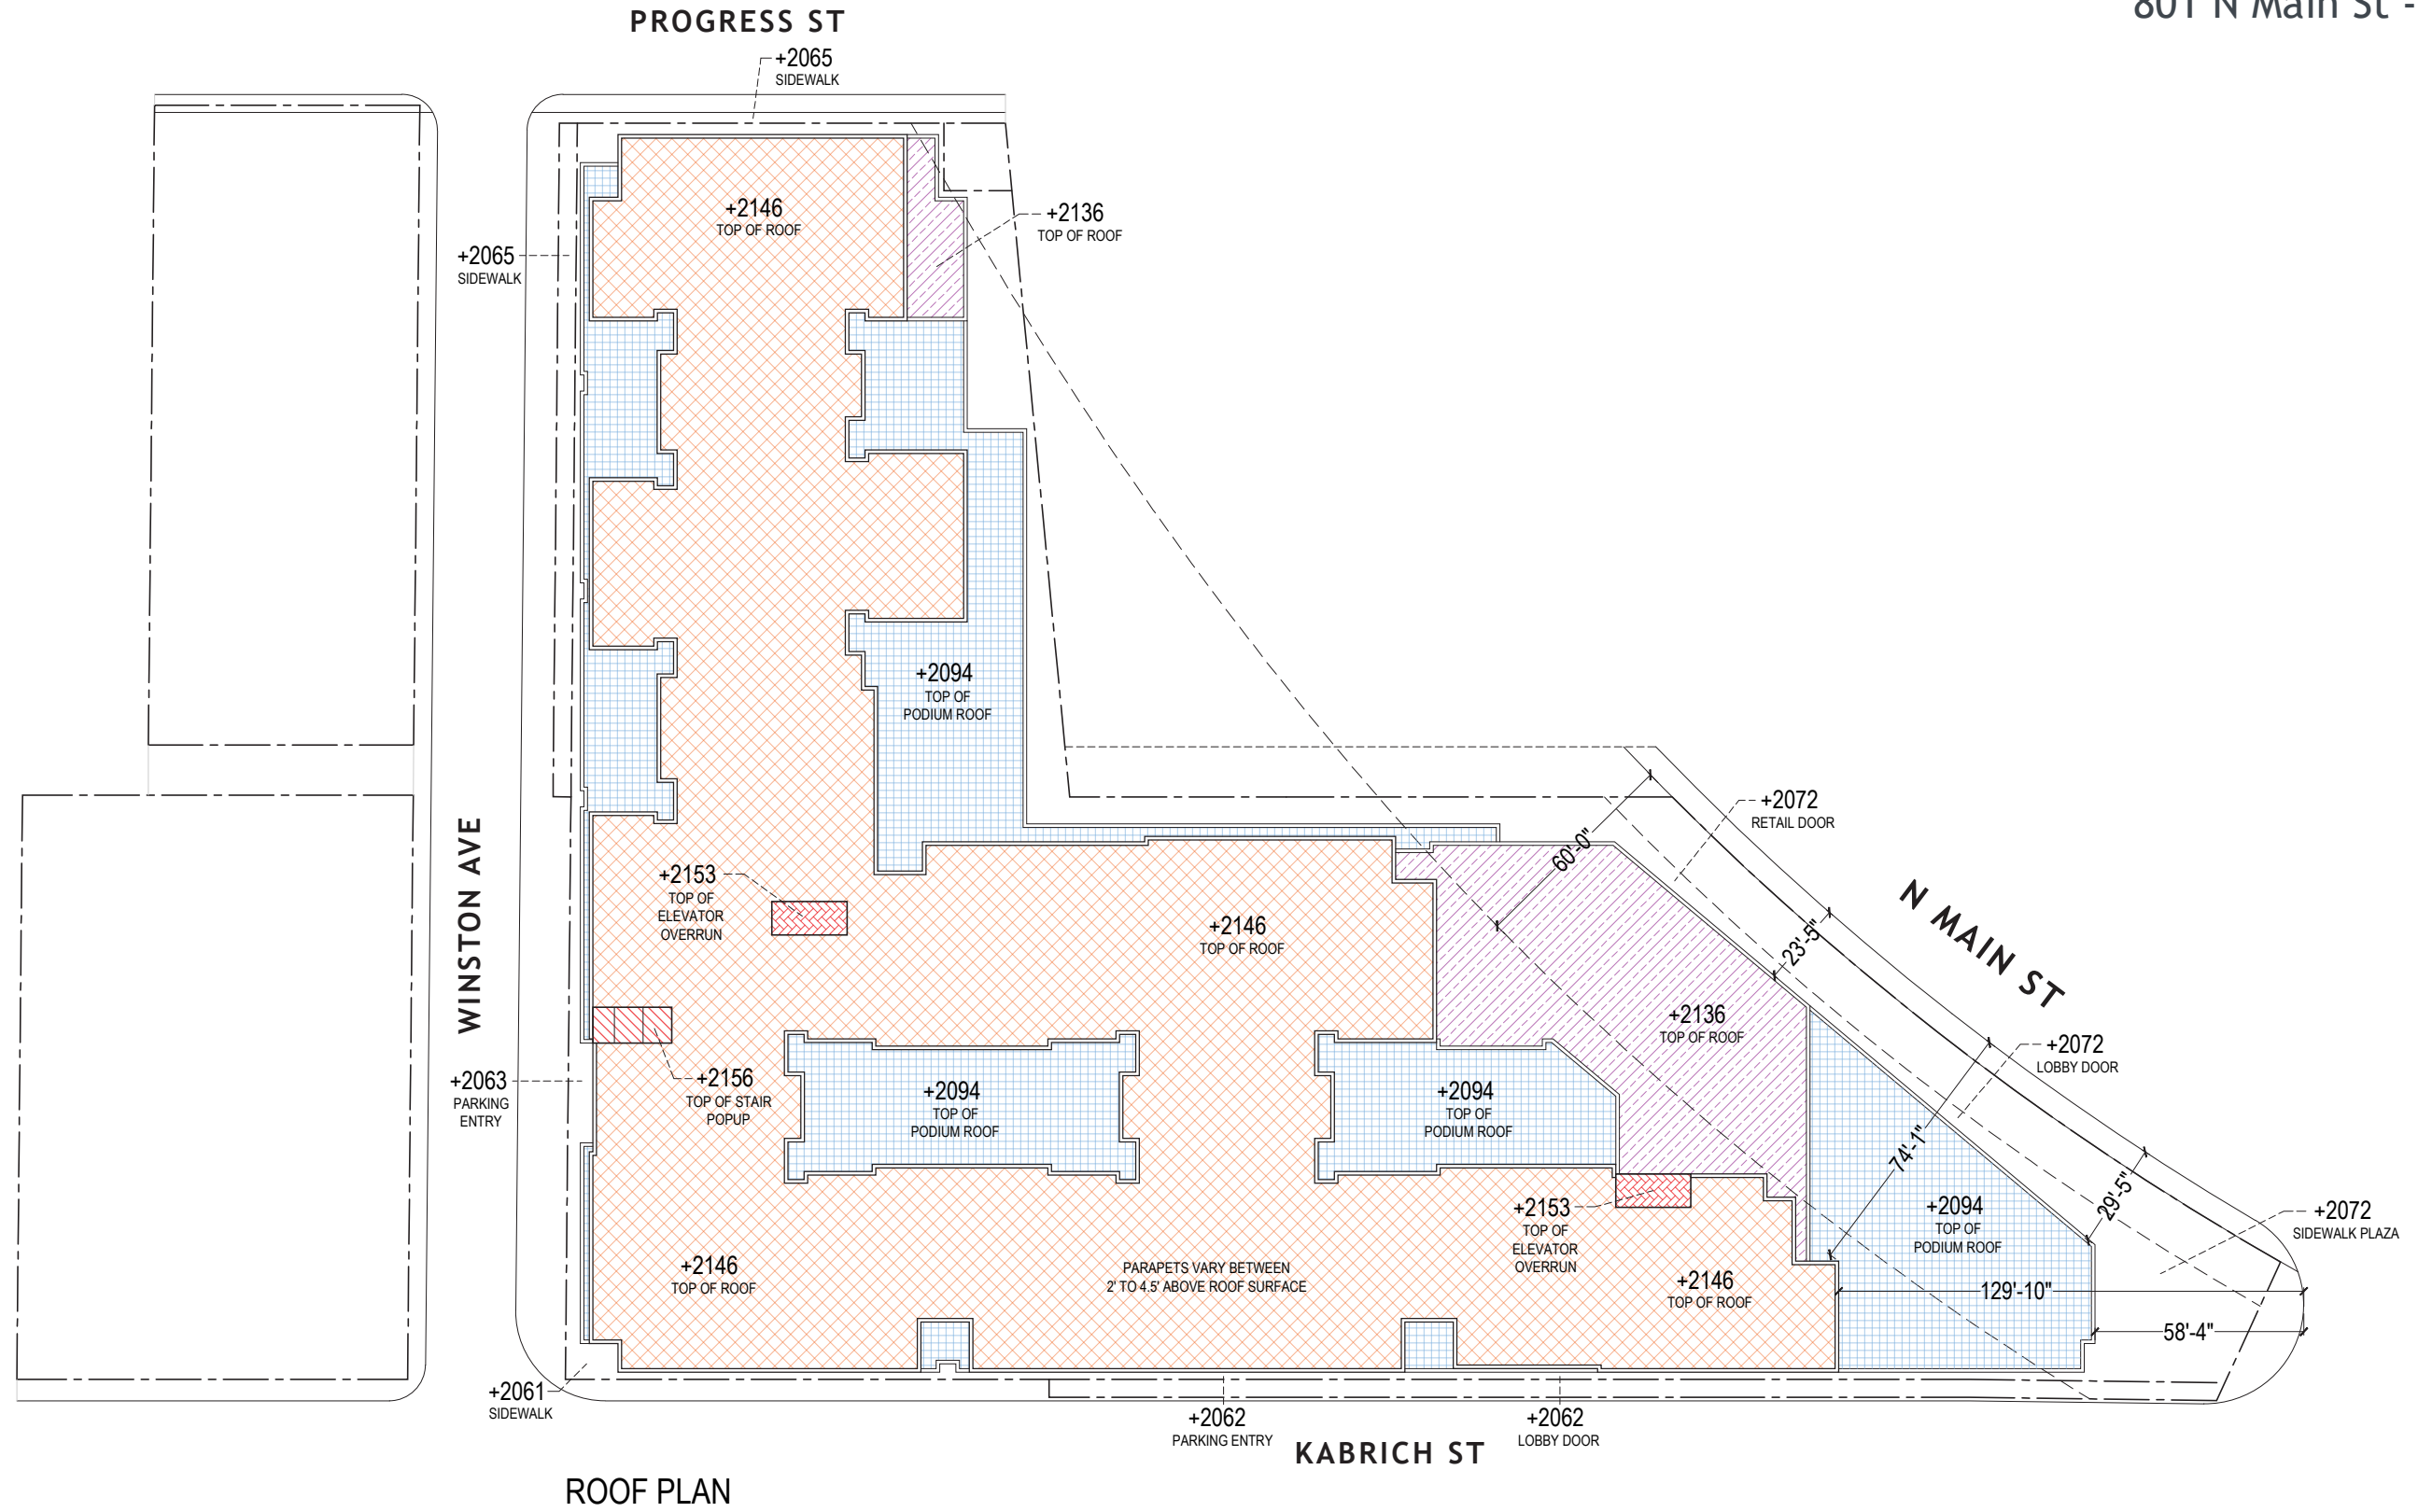 801 N Main St -
PROGRESS ST
+2065
SIDEWALK
+2146
TOP OF ROOF
+2136
TOP OF ROOF
+2065
SIDEWALK
+2094
TOP OF
PODIUM ROOF
+2072
RETAIL DOOR
60'-0"
WINSTON AVE
+2153
TOP OF
ELEVATOR
OVERRUN
+2146
TOP OF ROOF
23'-5"
N MAIN ST
+2136
TOP OF ROOF
+2072
LOBBY DOOR
+2063
PARKING
ENTRY
+2156
TOP OF STAIR
POPUP
+2094
TOP OF
PODIUM ROOF
+2094
TOP OF
PODIUM ROOF
74'-1"
29'-5"
+2153
TOP OF
ELEVATOR
OVERRUN
+2094
TOP OF
PODIUM ROOF
+2072
SIDEWALK PLAZA
+2146
TOP OF ROOF
PARAPETS VARY BETWEEN
2' TO 4.5' ABOVE ROOF SURFACE
+2146
TOP OF ROOF
129'-10"
58'-4"
+2061
SIDEWALK
+2062
PARKING ENTRY
+2062
LOBBY DOOR
KABRICH ST
ROOF PLAN